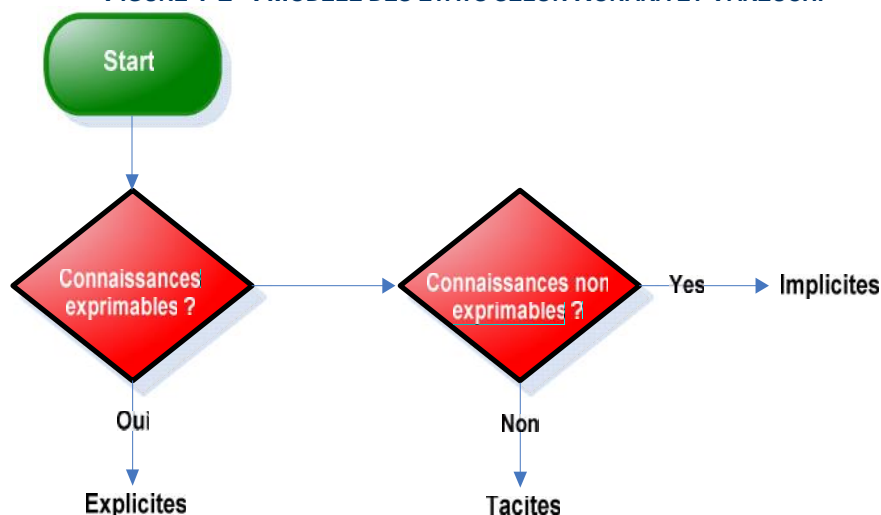 Start
Connaissances
exprimables ?
Connaissances non
exprimables ?
Yes
Implicites
Oui
Non
Explicites
Tacites